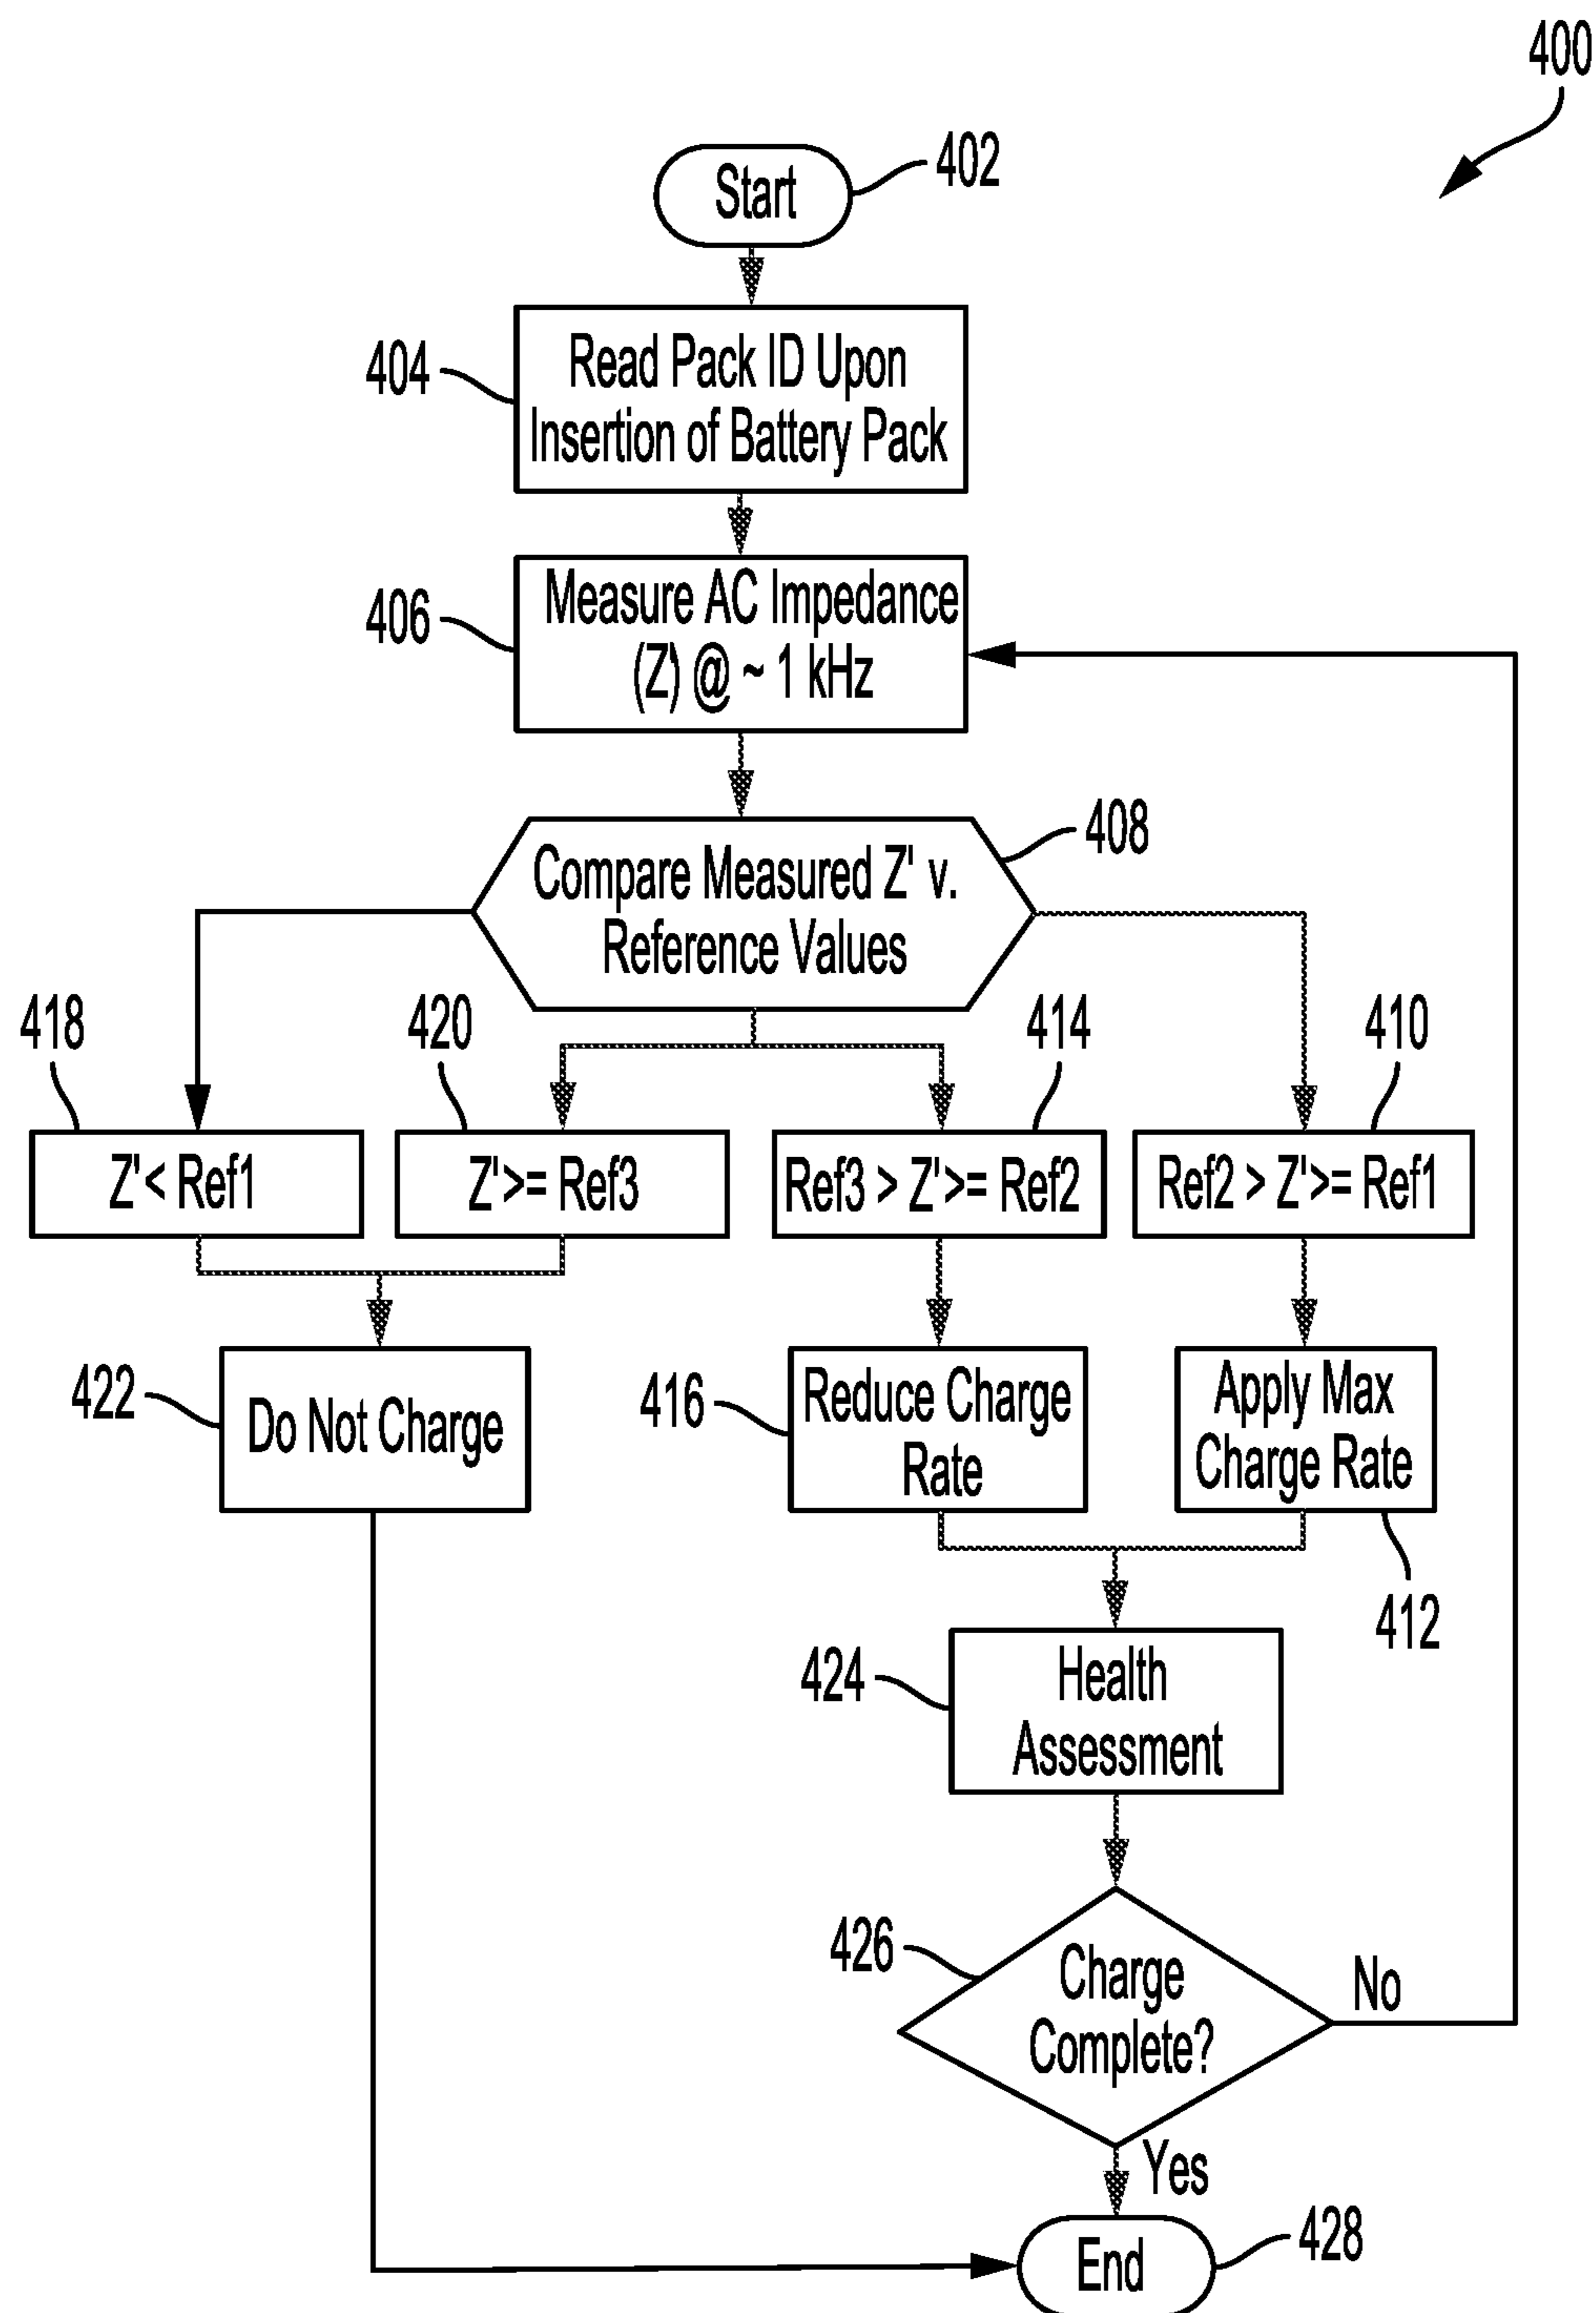 400
Start
402
404
Read Pack ID Upon
Insertion of Battery Pack
406
Measure AC Impedance
(Z') @ ~ 1 kHz
408
Compare Measured Z' v.
Reference Values
418
420
414
410
Z'< Ref1
Z'>= Ref3
Ref3 > Z'>= Ref2
Ref2 > Z'>= Ref1
422
Do Not Charge
416
Reduce Charge
Rate
Apply Max
Charge Rate
412
424
Health
Assessment
426
Charge
Complete?
No
Yes
End
428